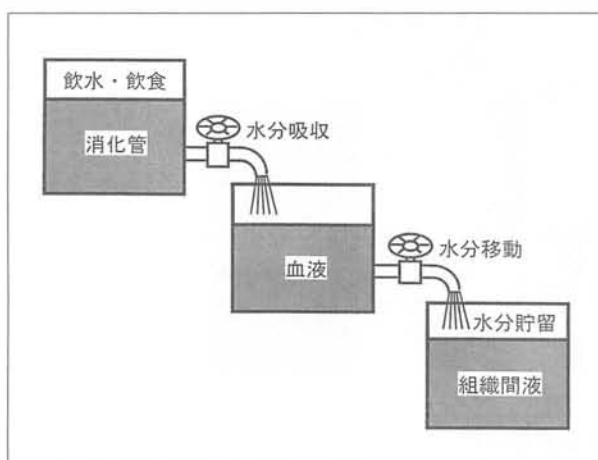 飲水・飲食
消化管
水分吸収
血液
水分移動
水分貯留
組織間液